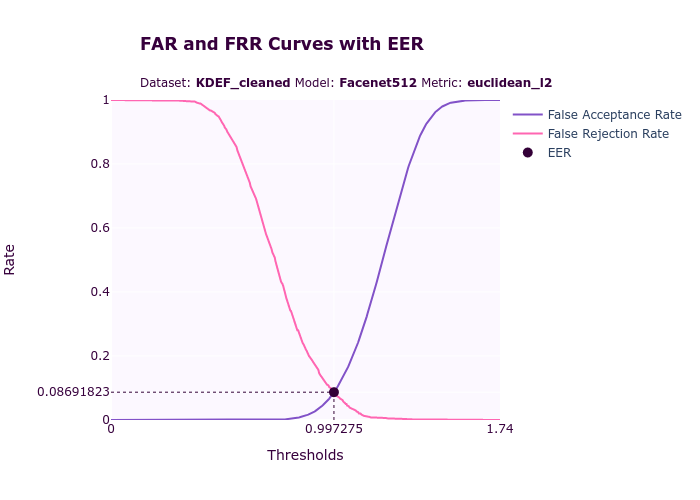 FAR and FRR Curves with EER
Dataset: KDEF_cleaned Model: Facenet512 Metric: euclidean_l2
False Acceptance Rate
False Rejection Rate
EER
Rate
1
0.8
0.6
0.4
0.2
0.08691823
0
0
0.997275
1.74
Thresholds